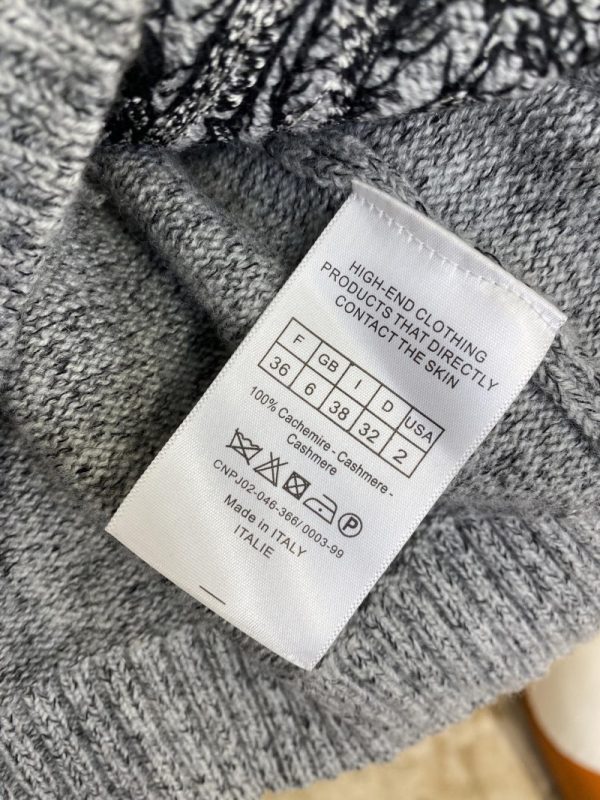 HIGH-END CLOTHING
PRODUCTS THAT DIRECTLY
CONTACT THE SKIN
F GB I D USA
36 6 38 32 2
100% Cachemire - Cashmere -
Cashmere
P
CNPJ02-046-366/0003-99
Made in ITALY
ITALIE